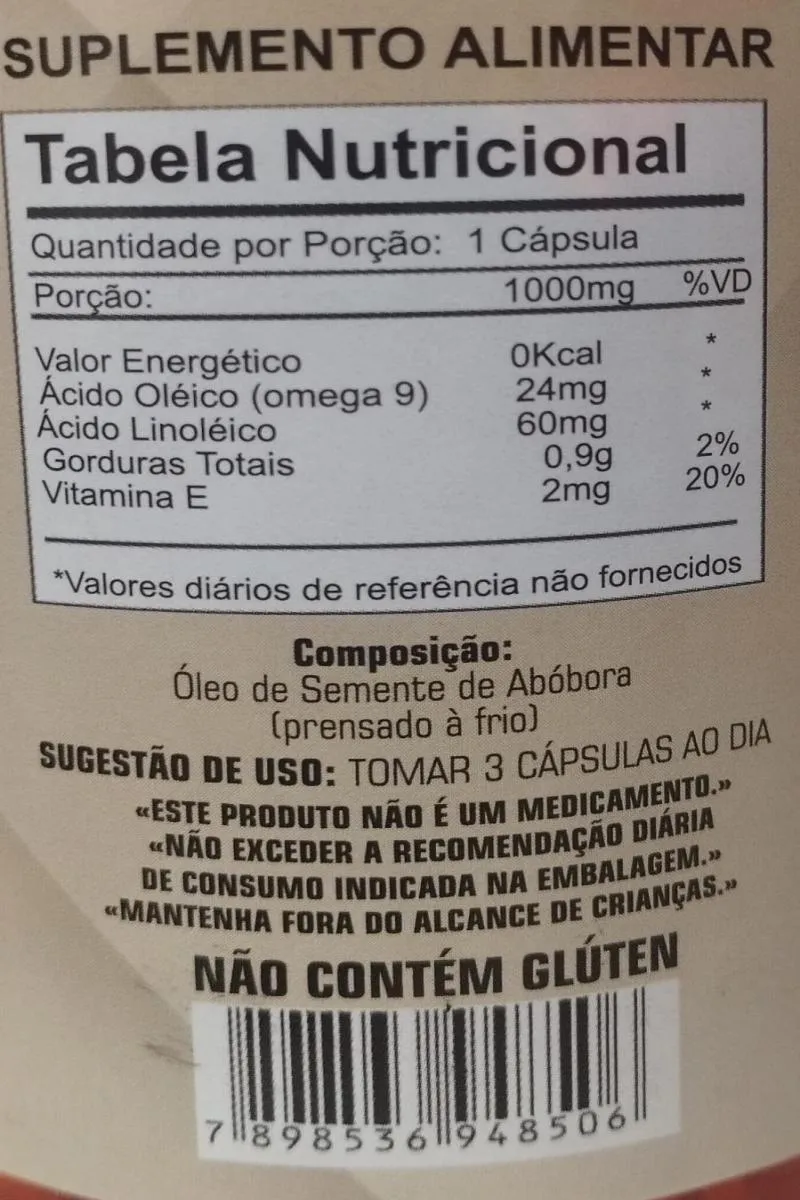 SUPLEMENTO ALIMENTAR
Tabela Nutricional
Quantidade por Porção: 1 Cápsula
Porção: 1000mg %VD
Valor Energético 0Kcal *
Ácido Oléico (omega 9) 24mg *
Ácido Linoléico 60mg *
Gorduras Totais 0,9g 2%
Vitamina E 2mg 20%
*Valores diários de referência não fornecidos
Composição:
Óleo de Semente de Abóbora
(prensado à frio)
SUGESTÃO DE USO: TOMAR 3 CÁPSULAS AO DIA
«ESTE PRODUTO NÃO É UM MEDICAMENTO.»
«NÃO EXCEDER A RECOMENDAÇÃO DIÁRIA
DE CONSUMO INDICADA NA EMBALAGEM.»
«MANTENHA FORA DO ALCANCE DE CRIANÇAS.»
NÃO CONTÉM GLÚTEN
7 898536 948506